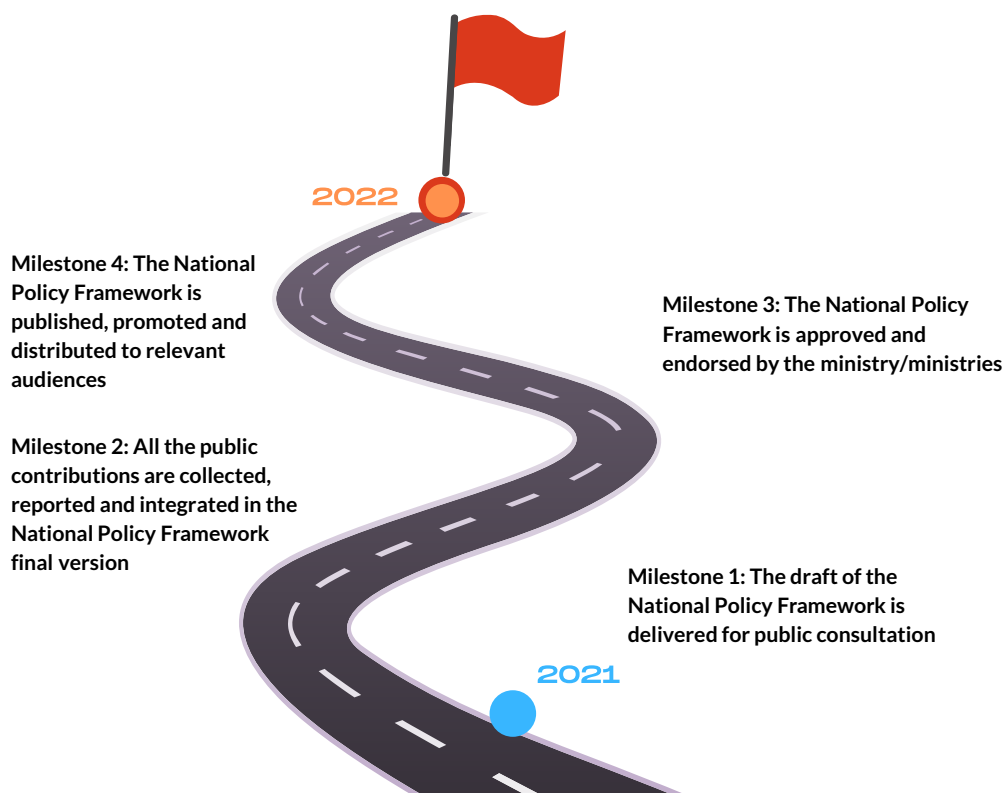 2022
Milestone 4: The National
Policy Framework is
published, promoted and
distributed to relevant
audiences
Milestone 3: The National Policy
Framework is approved and
endorsed by the ministry/ministries
Milestone 2: All the public
contributions are collected,
reported and integrated in the
National Policy Framework
final version
Milestone 1: The draft of the
National Policy Framework is
delivered for public consultation
2021